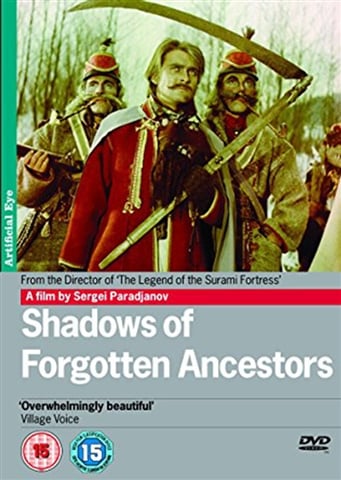 Artificial Eye
From the Director of 'The Legend of the Surami Fortress'
A film by Sergei Paradjanov
Shadows of
Forgotten Ancestors
'Overwhelmingly beautiful'
Village Voice
15
15
DVD
VIDEO